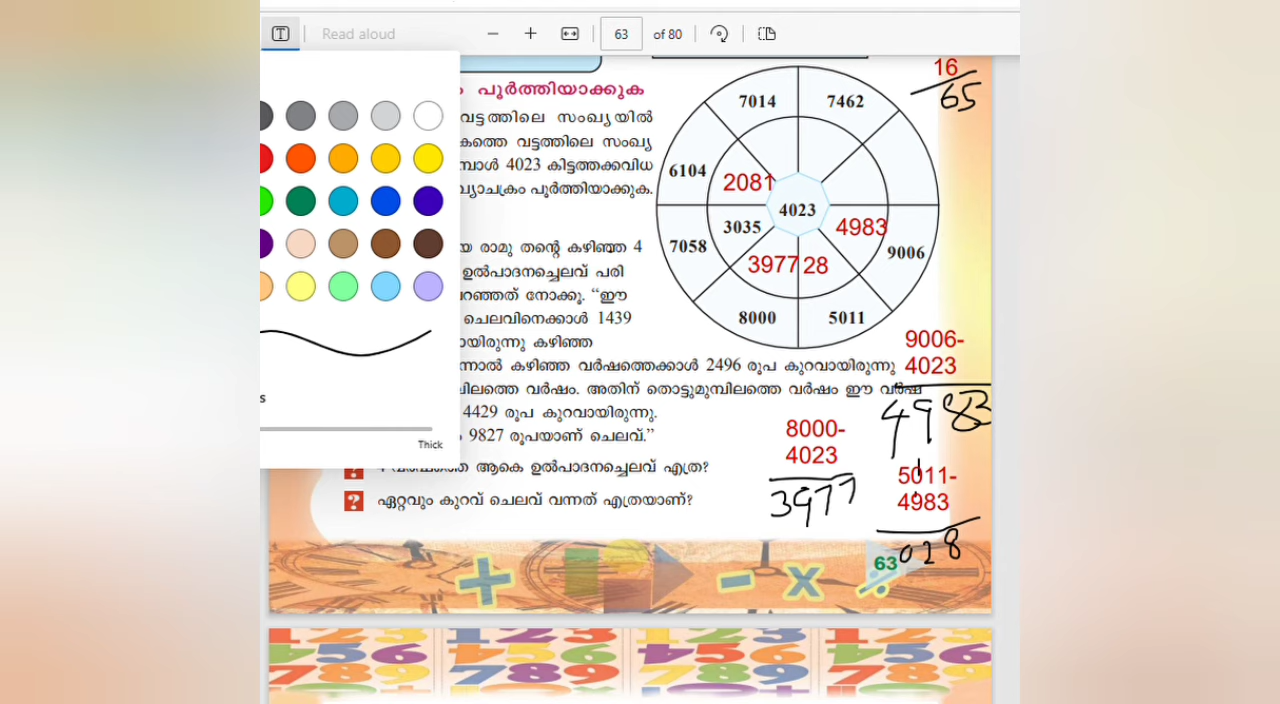 Read aloud
63
of 80
പൂർത്തിയാക്കുക
വട്ടത്തിലെ സംഖ്യയിൽ
കത്തെ വട്ടത്തിലെ സംഖ്യ
മ്പോൾ 4023 കിട്ടത്തക്കവിധ
ഖ്യാചക്രം പൂർത്തിയാക്കുക.
7014
7462
6104
2081
4023
3035
4983
7058
9006
3977
28
8000
5011
16
65
യ രാമു തന്റെ കഴിഞ്ഞ 4
ഉൽപാദനച്ചെലവ് പരി
റഞ്ഞത് നോക്കൂ. “ഈ
ചെലവിനെക്കാൾ 1439
യിരുന്നു കഴിഞ്ഞ
ന്നാൽ കഴിഞ്ഞ വർഷത്തെക്കാൾ 2496 രൂപ കുറവായിരുന്നു
ിലത്തെ വർഷം. അതിന് തൊട്ടുമുമ്പിലത്തെ വർഷം ഈ വർഷ
4429 രൂപ കുറവായിരുന്നു.
9827 രൂപയാണ് ചെലവ്.”
ആകെ ഉൽപാദനച്ചെലവ് എത്ര?
? ഏറ്റവും കുറവ് ചെലവ് വന്നത് എത്രയാണ്?
9006-
4023
4983
8000-
4023
3977
5011-
4983
028
63
Thick
s